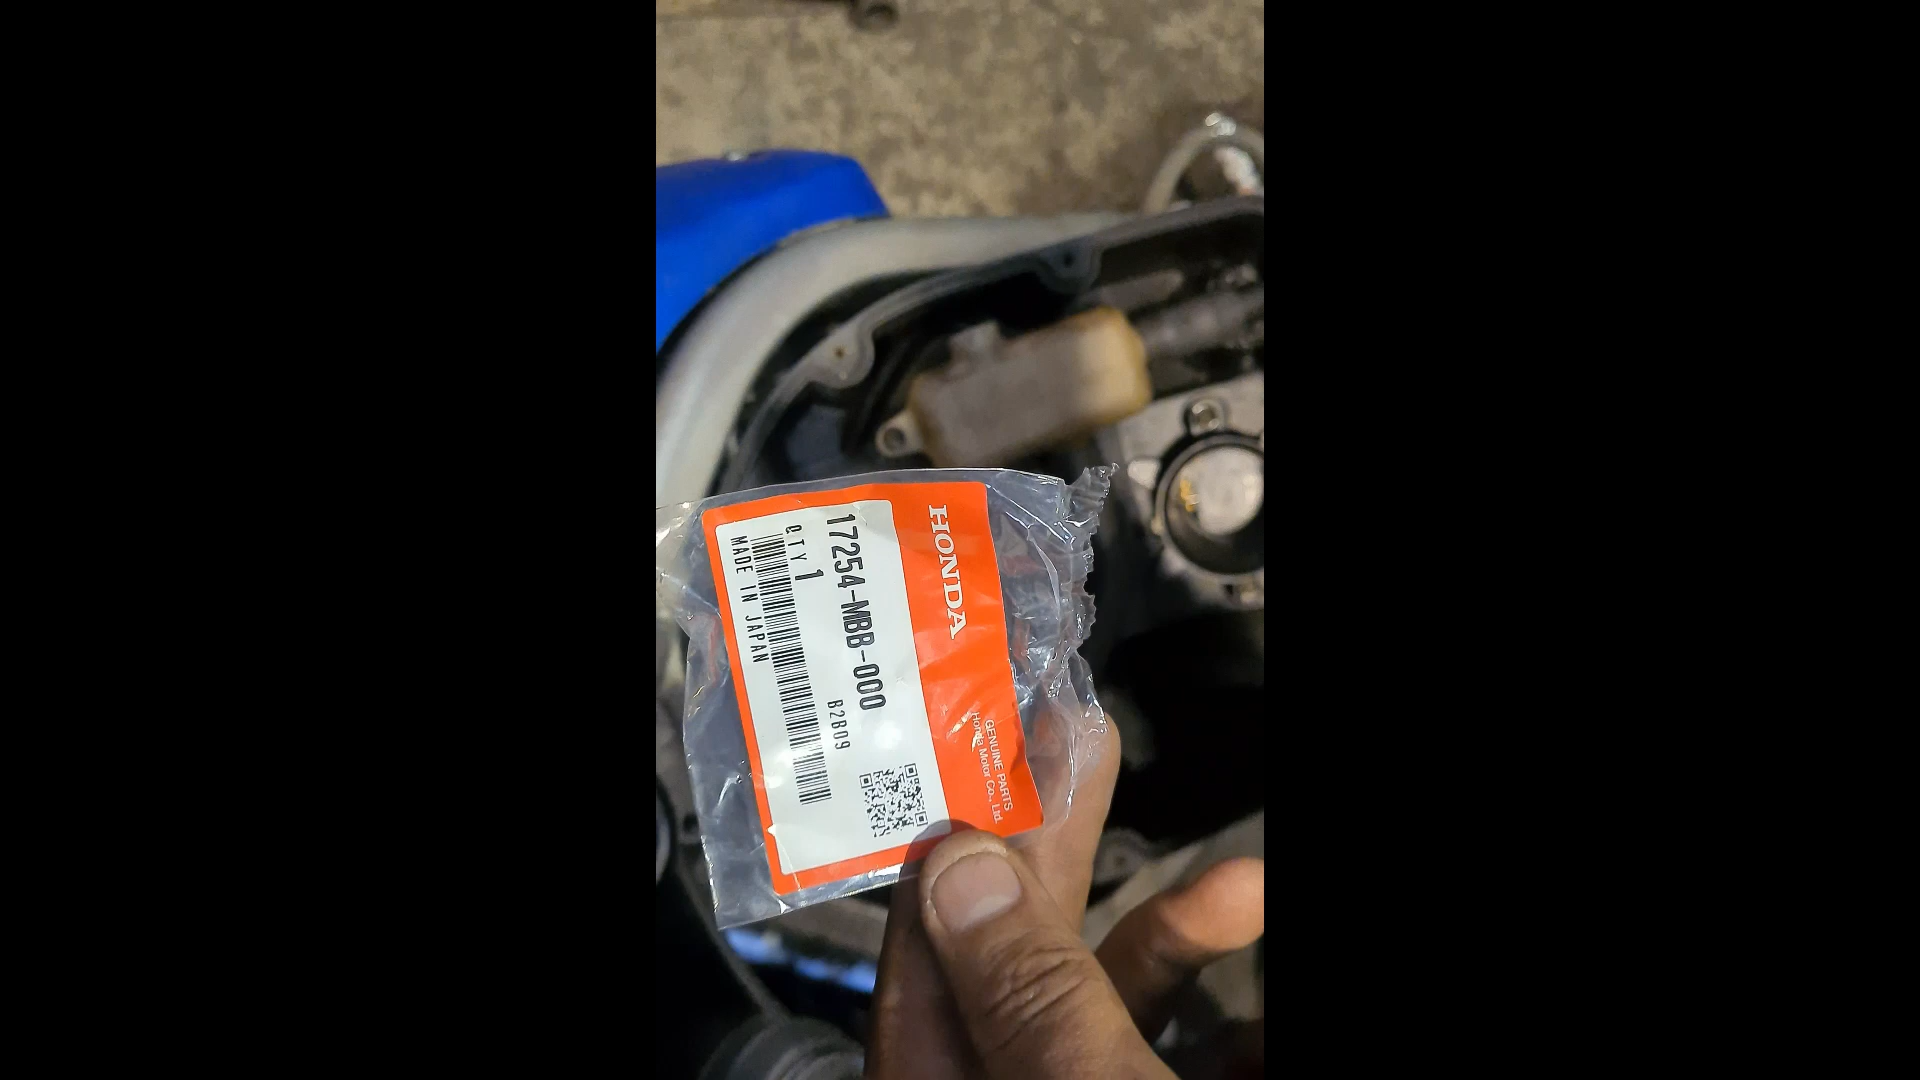 HONDA
GENUINE PARTS
Honda Motor Co., Ltd.
17254-MBB-000
B2B09
QTY 1
MADE IN JAPAN